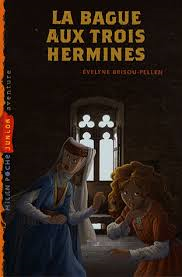 LA BAGUE
AUX TROIS
HERMINES
ÉVELYNE BRISOU-PELLEN
MILAN POCHE JUNIOR aventure